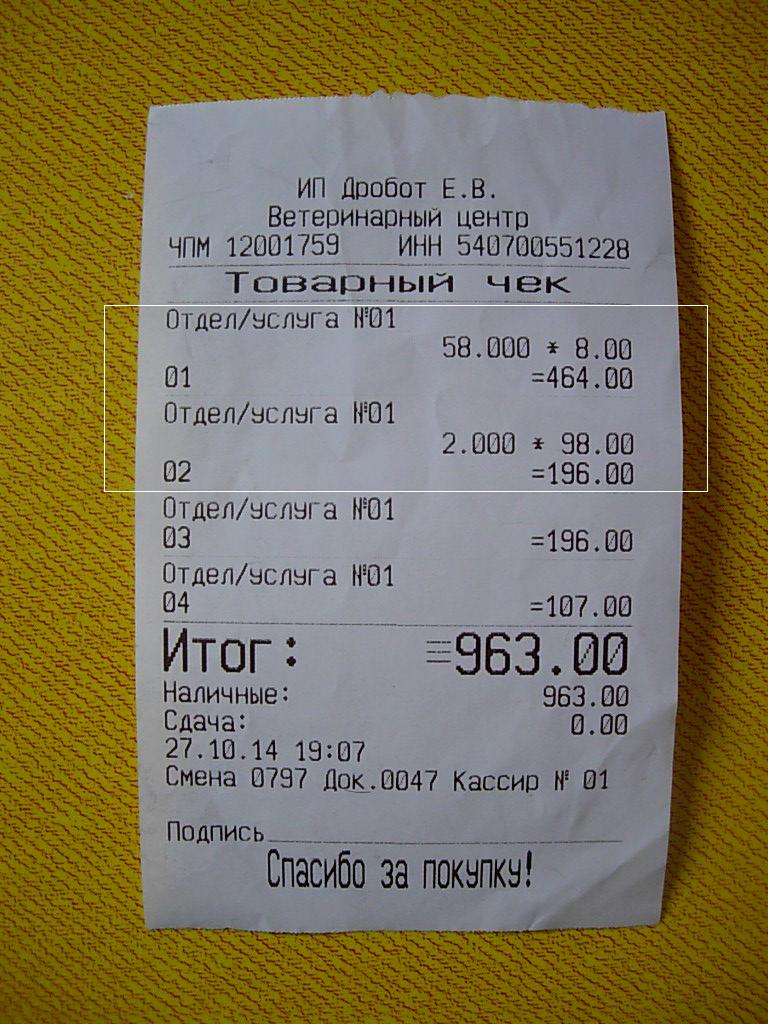 ИП Дробот Е.В.
Ветеринарный центр
ЧПМ 12001759 ИНН 540700551228
Товарный чек
Отдел/услуга №01
58.000 * 8.00
01 =464.00
Отдел/услуга №01
2.000 * 98.00
02 =196.00
Отдел/услуга №01
03 =196.00
Отдел/услуга №01
04 =107.00
Итог: =963.00
Наличные: 963.00
Сдача: 0.00
27.10.14 19:07
Смена 0797 Док.0047 Кассир № 01
Подпись
Спасибо за покупку!